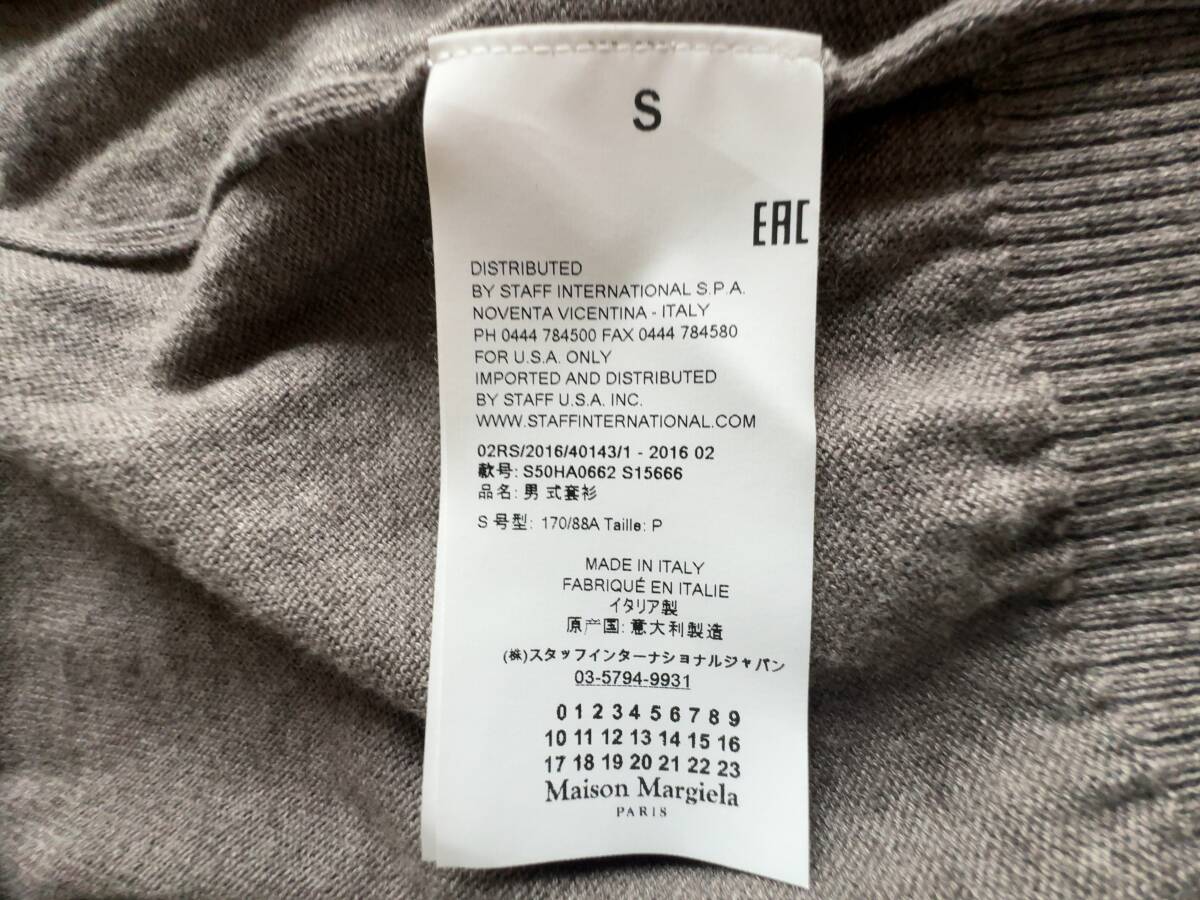 S
EAC
DISTRIBUTED
BY STAFF INTERNATIONAL S.P.A.
NOVENTA VICENTINA - ITALY
PH 0444 784500 FAX 0444 784580
FOR U.S.A. ONLY
IMPORTED AND DISTRIBUTED
BY STAFF U.S.A. INC.
WWW.STAFFINTERNATIONAL.COM
02RS/2016/40143/1 - 2016 02
款号: S50HA0662 S15666
品名: 男 式套衫
S 号型: 170/88A Taille: P
MADE IN ITALY
FABRIQUÉ EN ITALIE
イタリア製
原产国: 意大利製造
(株)スタッフインターナショナルジャパン
03-5794-9931
0 1 2 3 4 5 6 7 8 9
10 11 12 13 14 15 16
17 18 19 20 21 22 23
Maison Margiela
PARIS